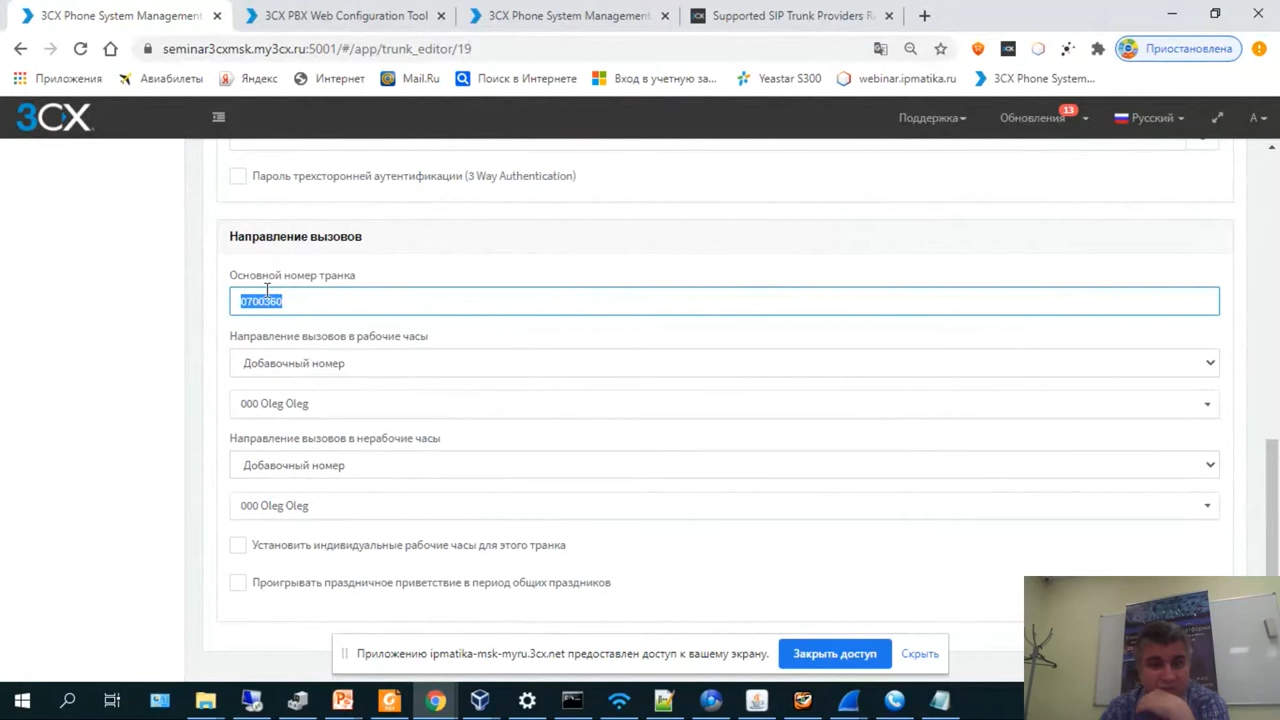 3CX Phone System Management
3CX PBX Web Configuration Tool
3CX Phone System Management
Supported SIP Trunk Providers R
seminar3cxmsk.my3cx.ru:5001/#/app/trunk_editor/19
Приостановлена
Приложения
Авиабилеты
Яндекс
Интернет
Mail.Ru
Поиск в Интернете
Вход в учетную за...
Yeastar S300
webinar.ipmatika.ru
3CX Phone System...
3CX
Поддержка
Обновления
13
Русский
A
Пароль трехсторонней аутентификации (3 Way Authentication)
Направление вызовов
Основной номер транка
0700360
Направление вызовов в рабочие часы
Добавочный номер
000 Oleg Oleg
Направление вызовов в нерабочие часы
Добавочный номер
000 Oleg Oleg
Установить индивидуальные рабочие часы для этого транка
Проигрывать праздничное приветствие в период общих праздников
Приложению ipmatika-msk-myru.3cx.net предоставлен доступ к вашему экрану.
Закрыть доступ
Скрыть